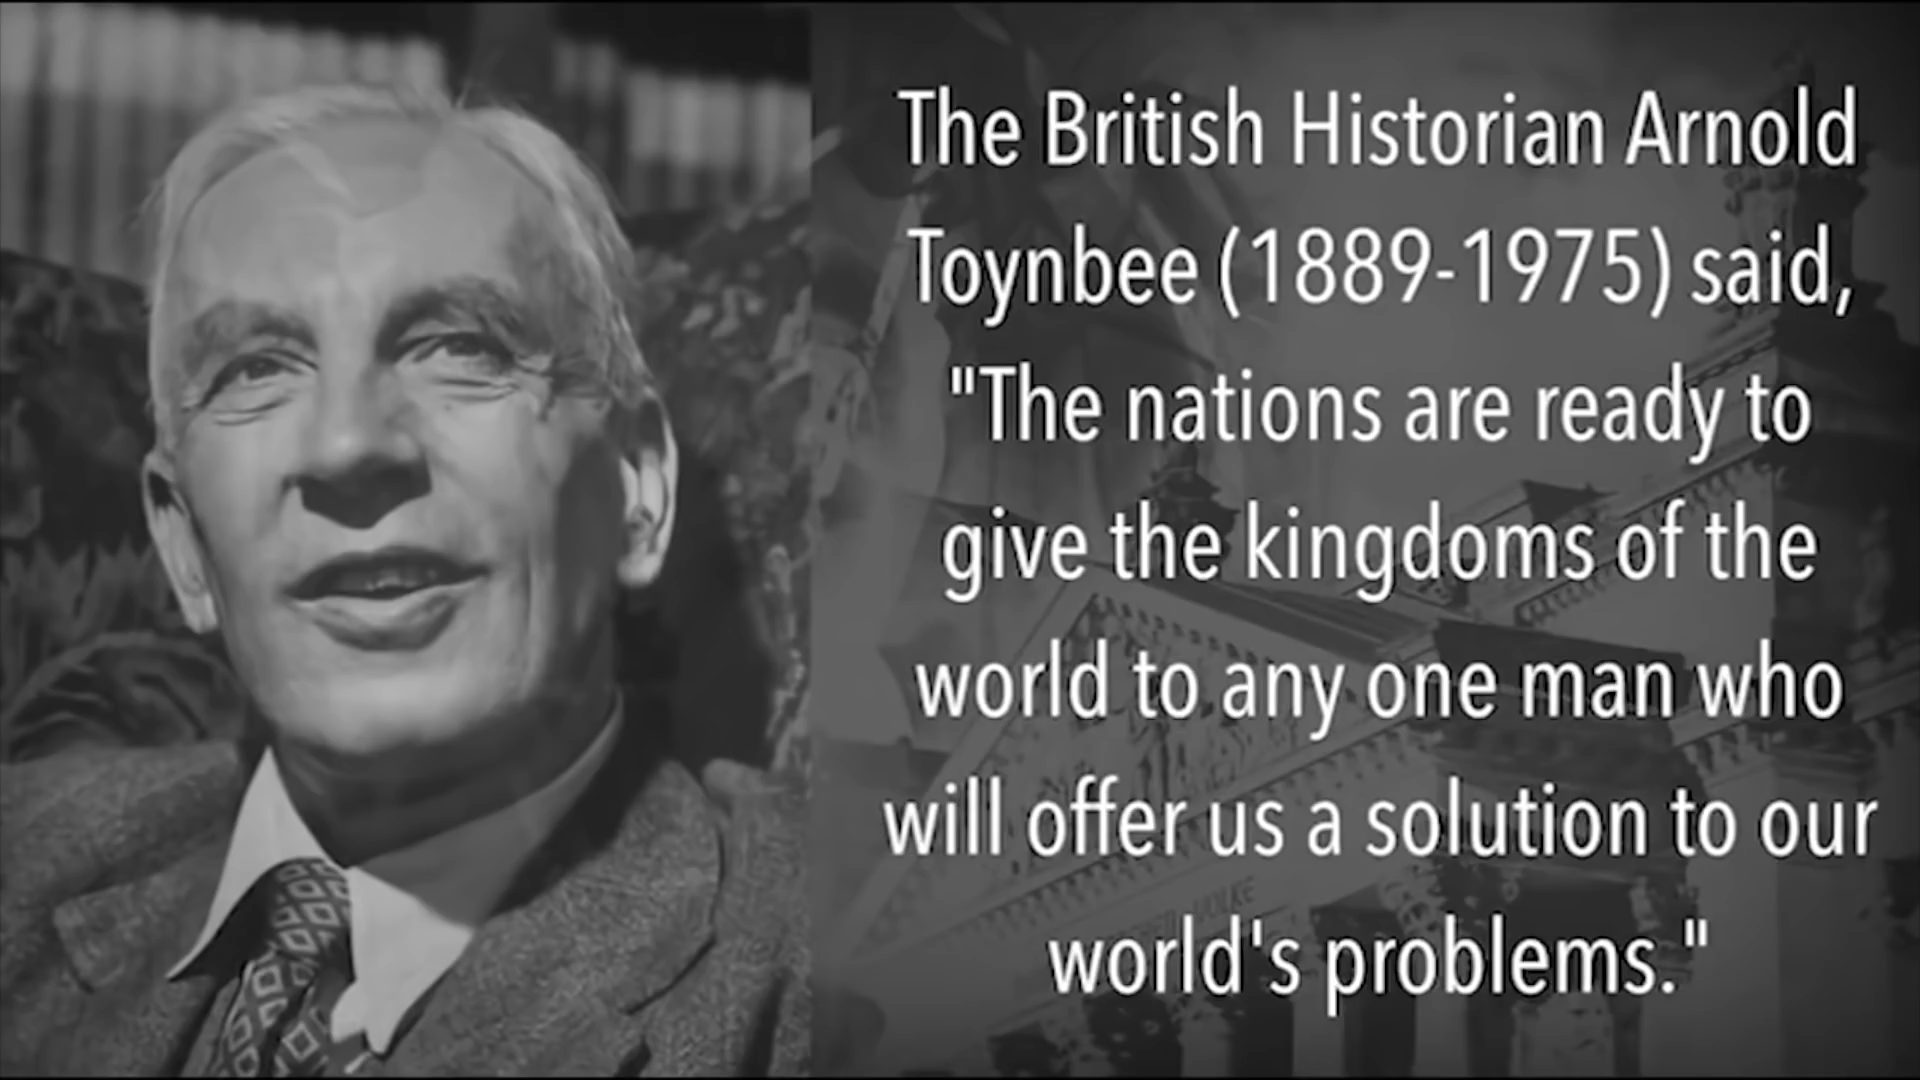 The British Historian Arnold
Toynbee (1889-1975) said,
"The nations are ready to
give the kingdoms of the
world to any one man who
will offer us a solution to our
world's problems."